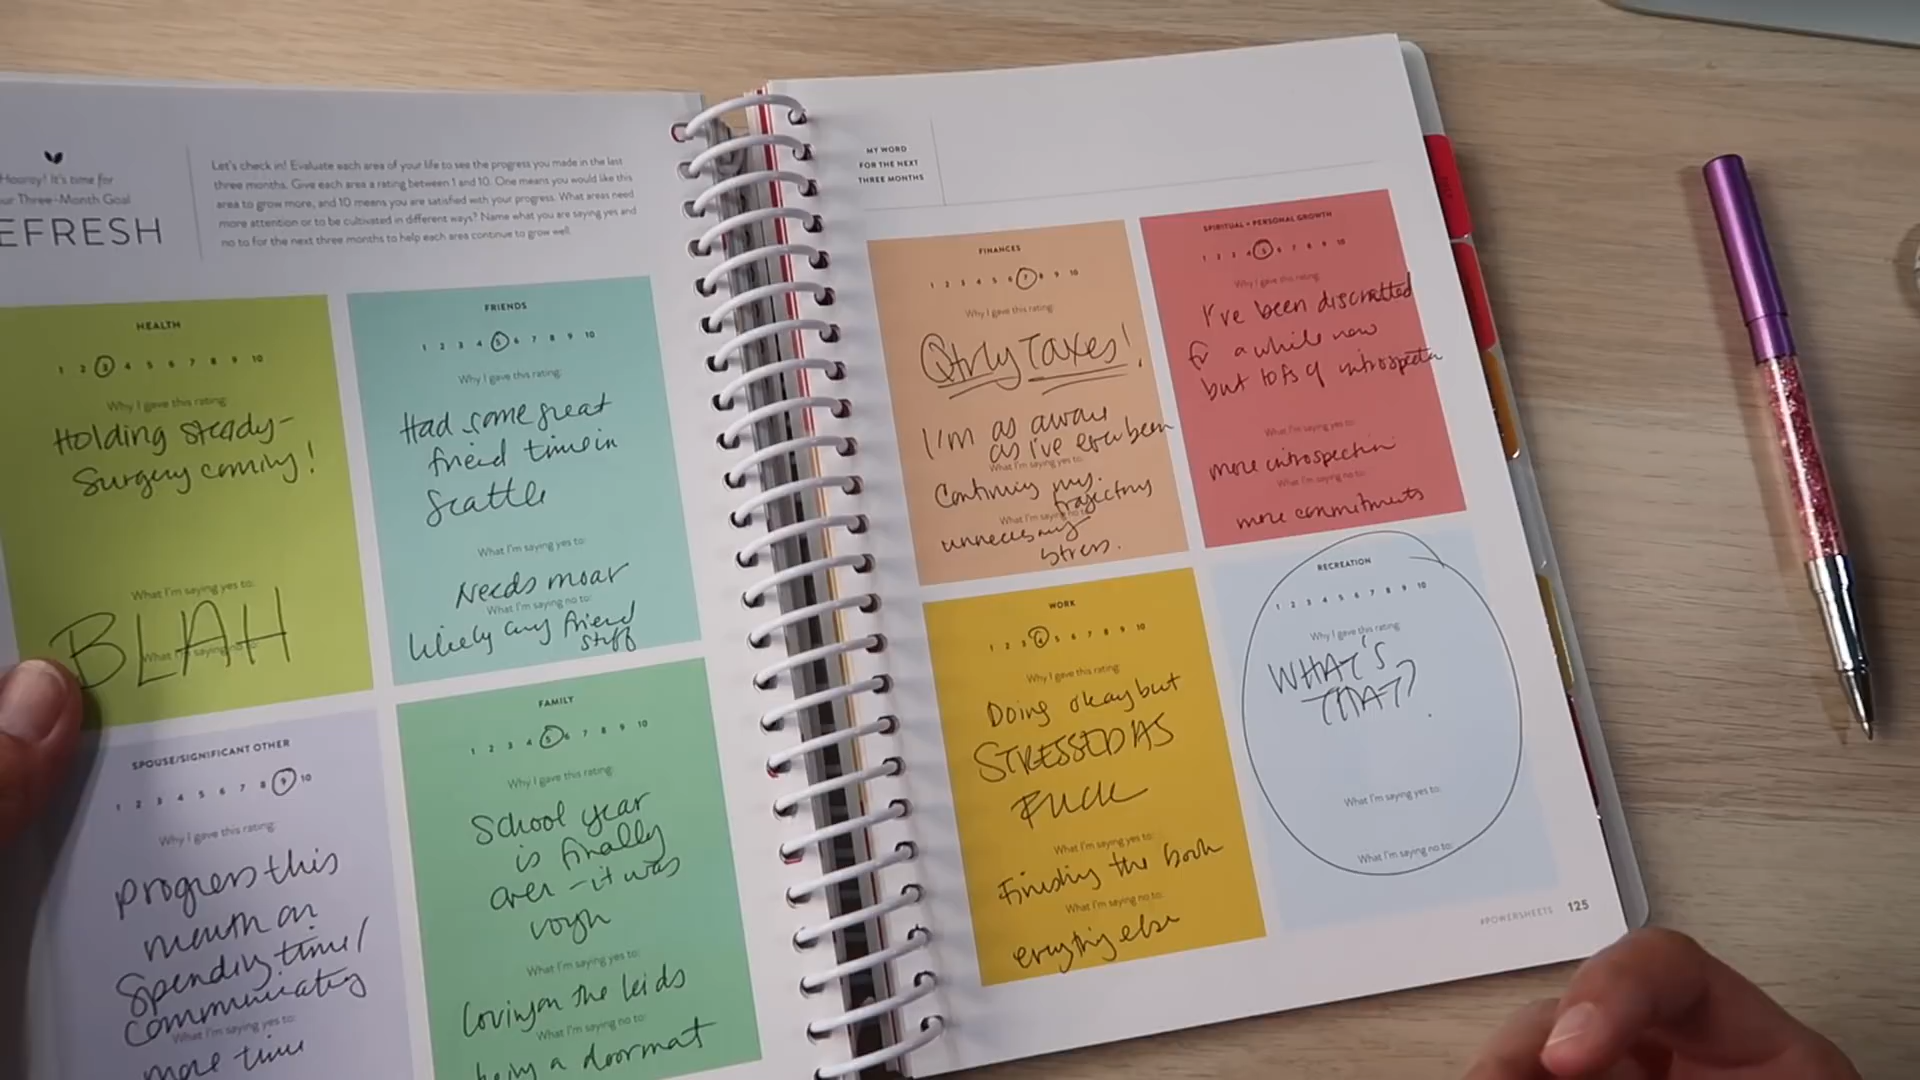 Hooray! It's time for
ur Three-Month Goal
EFRESH
Let's check in! Evaluate each area of your life to see the progress you made in the last
three months. Give each area a rating between 1 and 10. One means you would like this
area to grow more, and 10 means you are satisfied with your progress. What areas need
more attention or to be cultivated in different ways? Name what you are saying yes and
no to for the next three months to help each area continue to grow well.
HEALTH
1 2 3 4 5 6 7 8 9 10
Why I gave this rating:
Holding steady-
Surgery coming!
What I'm saying yes to:
BLAH
What I'm saying no to:
FRIENDS
1 2 3 4 5 6 7 8 9 10
Why I gave this rating:
Had some great
friend time in
Seattle
What I'm saying yes to:
Needs moar
What I'm saying no to:
likely any friend
stuff
SPOUSE/SIGNIFICANT OTHER
1 2 3 4 5 6 7 8 9 10
Why I gave this rating:
progress this
month on
spending time/
communicating
What I'm saying yes to:
more time
FAMILY
1 2 3 4 5 6 7 8 9 10
Why I gave this rating:
School year
is finally
over - it was
rough
What I'm saying yes to:
loving on the kids
What I'm saying no to:
being a doormat
MY WORD
FOR THE NEXT
THREE MONTHS
FINANCES
1 2 3 4 5 6 7 8 9 10
Why I gave this rating:
Qtrly Taxes!
I'm as aware
as I've ever been
What I'm saying yes to:
Continuing my
trajectory
What I'm saying no to:
unnecessary
stress.
SPIRITUAL + PERSONAL GROWTH
1 2 3 4 5 6 7 8 9 10
Why I gave this rating:
I've been discontented
for a while now
but lots of introspection
What I'm saying yes to:
more introspection
What I'm saying no to:
more commitments
WORK
1 2 3 4 5 6 7 8 9 10
Why I gave this rating:
Doing okay but
STRESSED AS
FUCK
What I'm saying yes to:
Finishing the book
What I'm saying no to:
everything else
RECREATION
1 2 3 4 5 6 7 8 9 10
Why I gave this rating:
WHAT'S
THAT?
What I'm saying yes to:
What I'm saying no to:
#POWERSHEETS 125